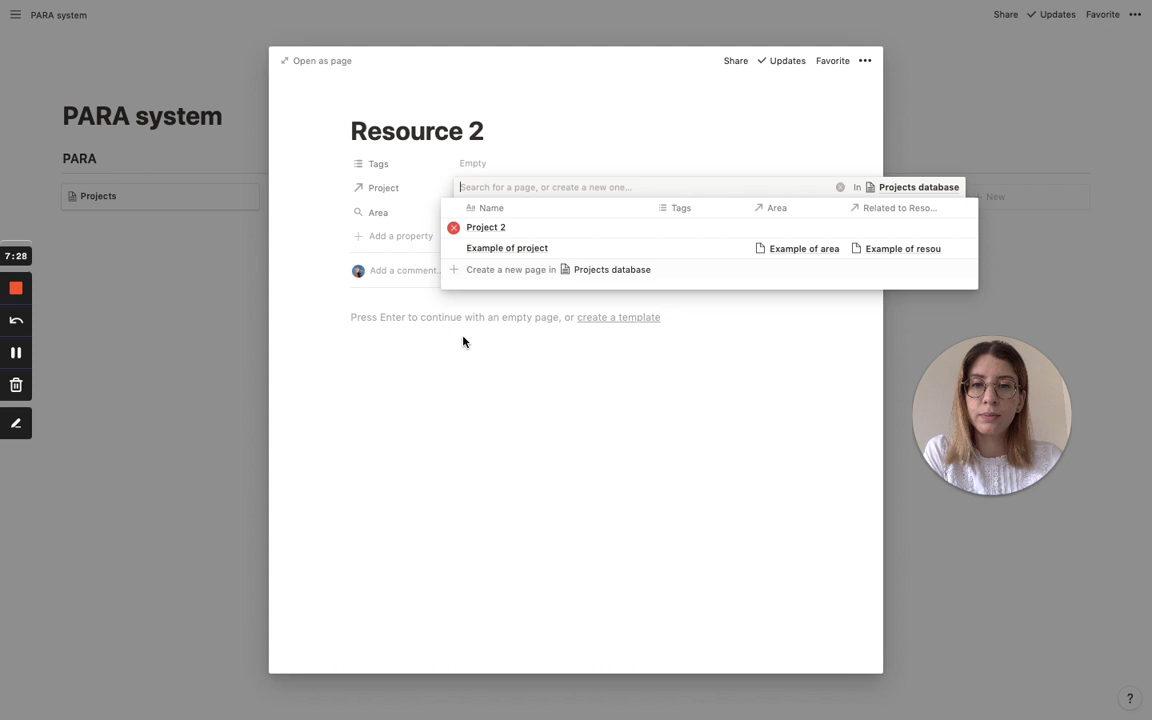 PARA system
Share Updates Favorite •••
Open as page
Share Updates Favorite •••
PARA system
PARA
Projects
New
Resource 2
Tags Empty
Project Search for a page, or create a new one... In Projects database
Area
Add a property
Name Tags Area Related to Reso...
Project 2
Example of project Example of area Example of resou
Create a new page in Projects database
Add a comment..
Press Enter to continue with an empty page, or create a template
7:28
?